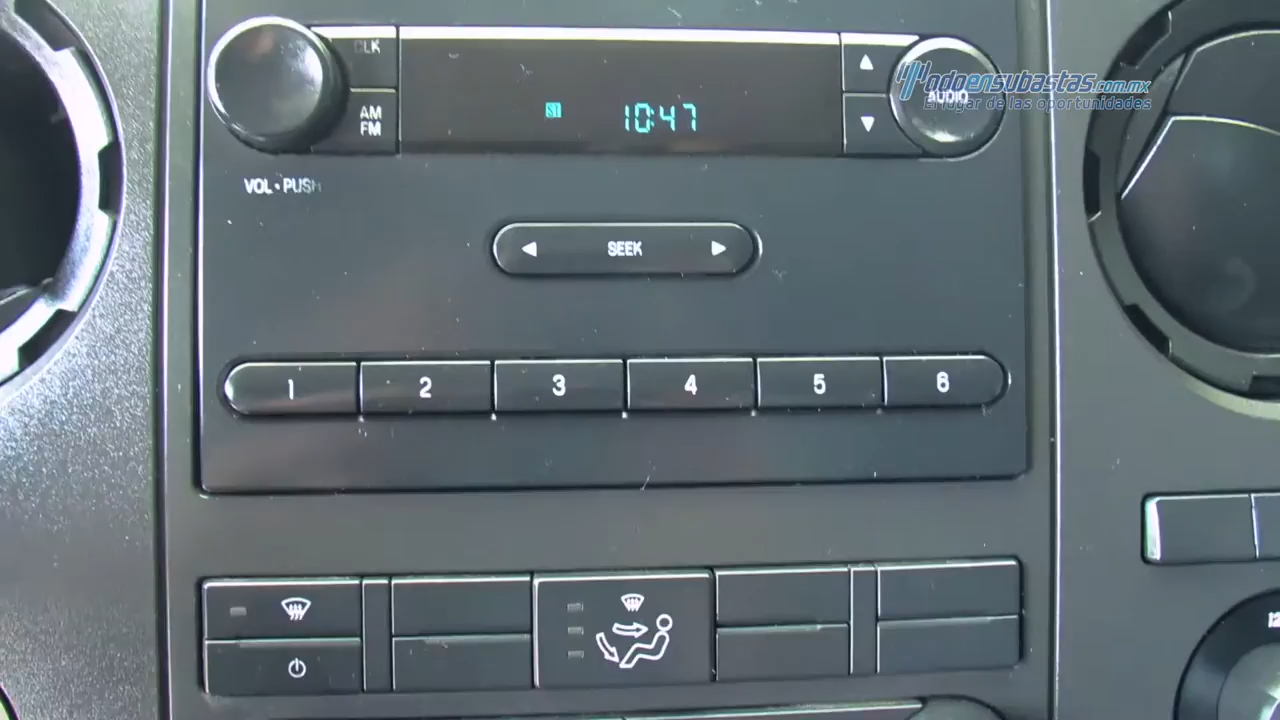 CLK
AM
FM
ST
10:47
AUDIO
Todoensubastas.com.mx
El lugar de las oportunidades
VOL • PUSH
SEEK
1 2 3 4 5 6